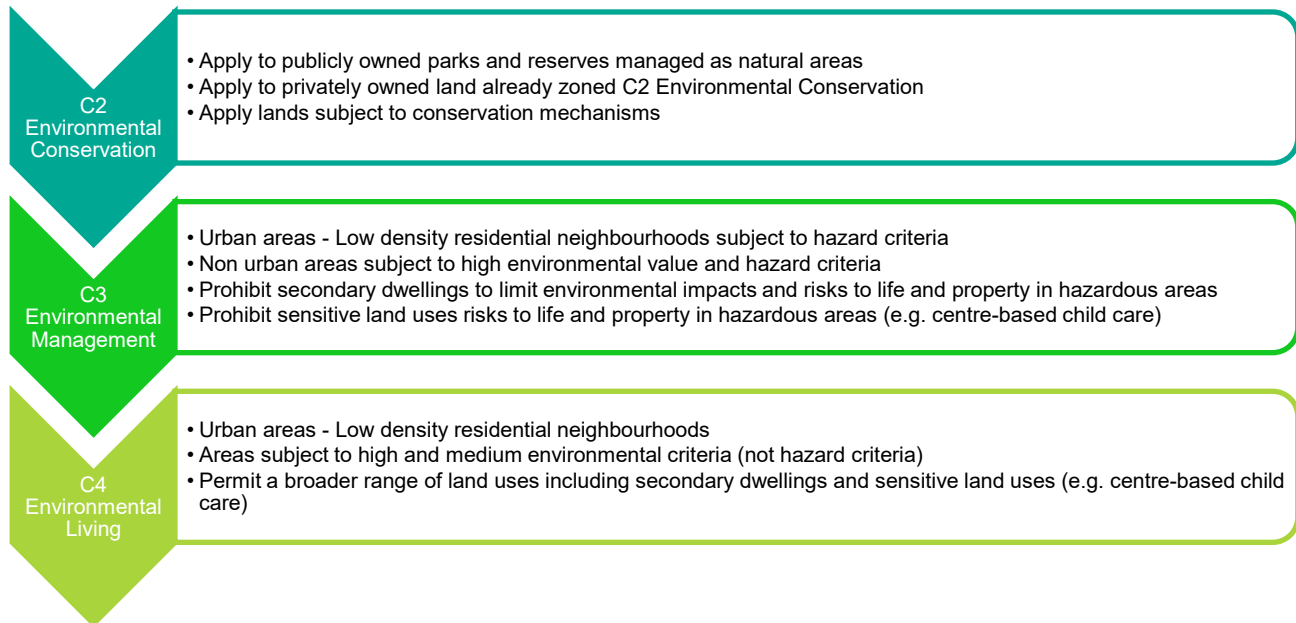 C2
Environmental
Conservation
• Apply to publicly owned parks and reserves managed as natural areas
• Apply to privately owned land already zoned C2 Environmental Conservation
• Apply lands subject to conservation mechanisms
C3
Environmental
Management
• Urban areas - Low density residential neighbourhoods subject to hazard criteria
• Non urban areas subject to high environmental value and hazard criteria
• Prohibit secondary dwellings to limit environmental impacts and risks to life and property in hazardous areas
• Prohibit sensitive land uses risks to life and property in hazardous areas (e.g. centre-based child care)
C4
Environmental
Living
• Urban areas - Low density residential neighbourhoods
• Areas subject to high and medium environmental criteria (not hazard criteria)
• Permit a broader range of land uses including secondary dwellings and sensitive land uses (e.g. centre-based child
care)